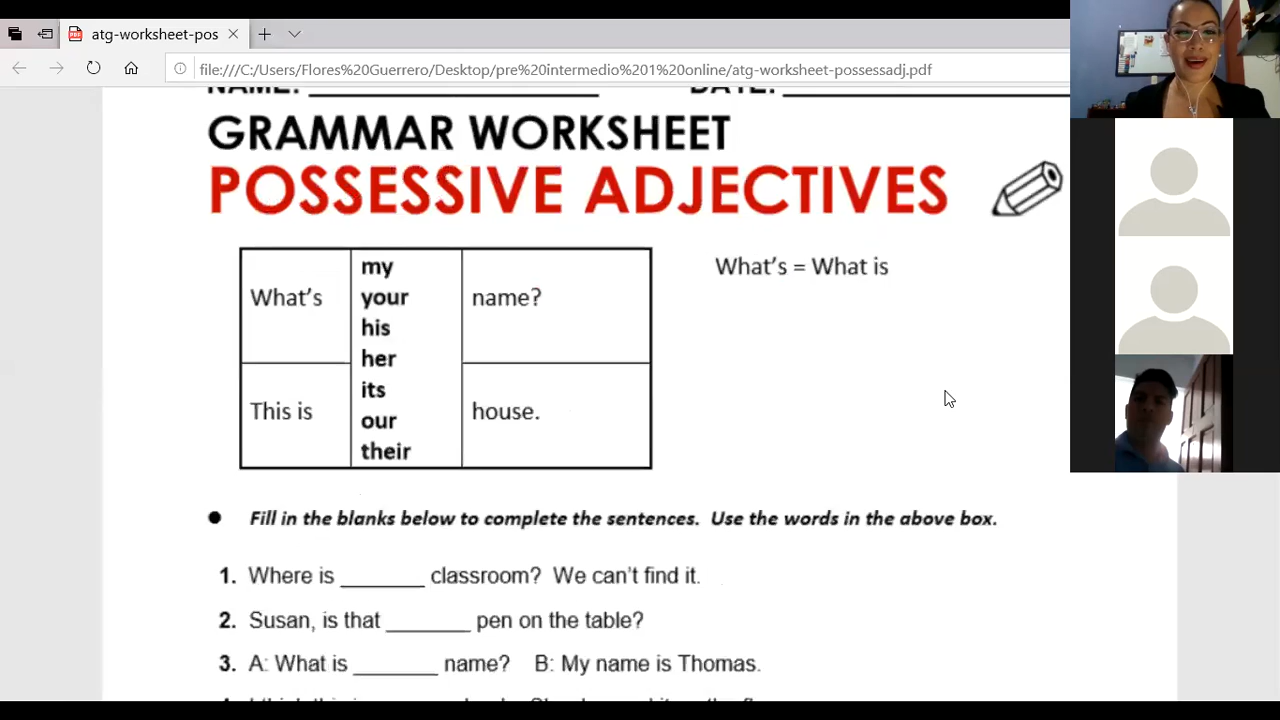 atg-worksheet-pos
file:///C:/Users/Flores%20Guerrero/Desktop/pre%20intermedio%201%20online/atg-worksheet-possessadj.pdf
NAME: DATE:
GRAMMAR WORKSHEET
POSSESSIVE ADJECTIVES
What's
my
your
his
her
its
our
their
name?
This is
house.
What's = What is
Fill in the blanks below to complete the sentences. Use the words in the above box.
1. Where is _______ classroom? We can't find it.
2. Susan, is that _______ pen on the table?
3. A: What is _______ name? B: My name is Thomas.